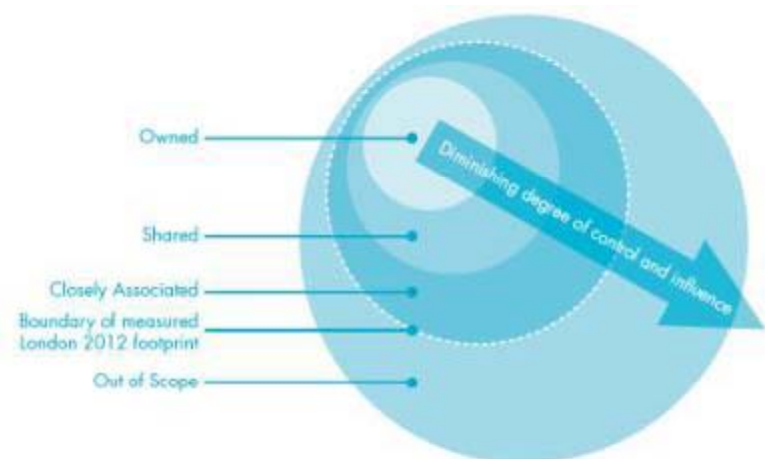 Owned
Shared
Closely Associated
Boundary of measured
London 2012 footprint
Out of Scope
Diminishing degree of control and influence